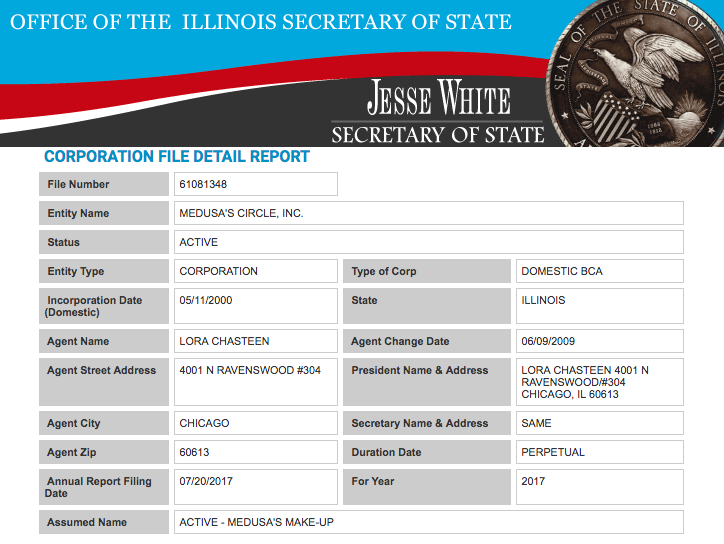 OFFICE OF THE ILLINOIS SECRETARY OF STATE
SEAL OF THE STATE OF ILLINOIS
1868
1818
JESSE WHITE
SECRETARY OF STATE
CORPORATION FILE DETAIL REPORT
File Number 61081348
Entity Name MEDUSA'S CIRCLE, INC.
Status ACTIVE
Entity Type CORPORATION Type of Corp DOMESTIC BCA
Incorporation Date (Domestic) 05/11/2000 State ILLINOIS
Agent Name LORA CHASTEEN Agent Change Date 06/09/2009
Agent Street Address 4001 N RAVENSWOOD #304 President Name & Address LORA CHASTEEN 4001 N
RAVENSWOOD/#304
CHICAGO, IL 60613
Agent City CHICAGO Secretary Name & Address SAME
Agent Zip 60613 Duration Date PERPETUAL
Annual Report Filing Date 07/20/2017 For Year 2017
Assumed Name ACTIVE - MEDUSA'S MAKE-UP